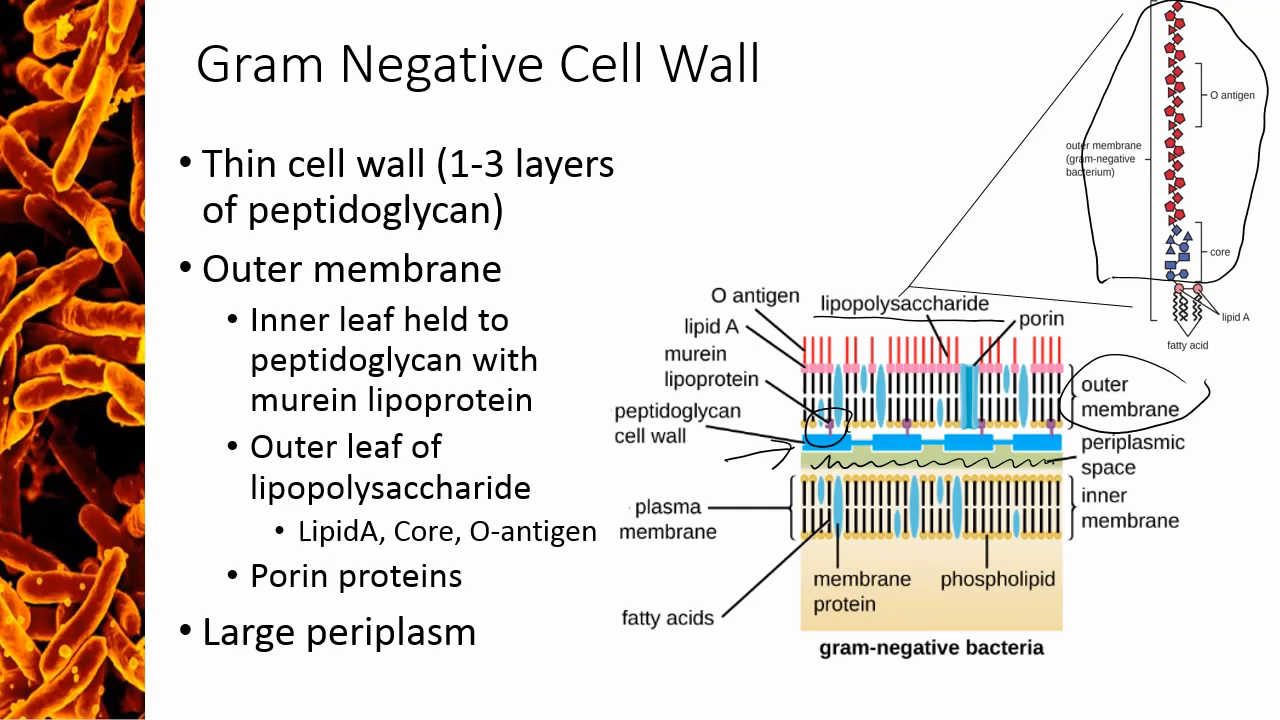 Gram Negative Cell Wall
• Thin cell wall (1-3 layers
of peptidoglycan)
• Outer membrane
• Inner leaf held to
peptidoglycan with
murein lipoprotein
• Outer leaf of
lipopolysaccharide
• LipidA, Core, O-antigen
• Porin proteins
• Large periplasm
O antigen
outer membrane
(gram-negative
bacterium)
core
lipid A
fatty acid
O antigen
lipopolysaccharide
porin
lipid A
murein
lipoprotein
peptidoglycan
cell wall
outer
membrane
periplasmic
space
plasma
membrane
inner
membrane
membrane
protein
phospholipid
fatty acids
gram-negative bacteria